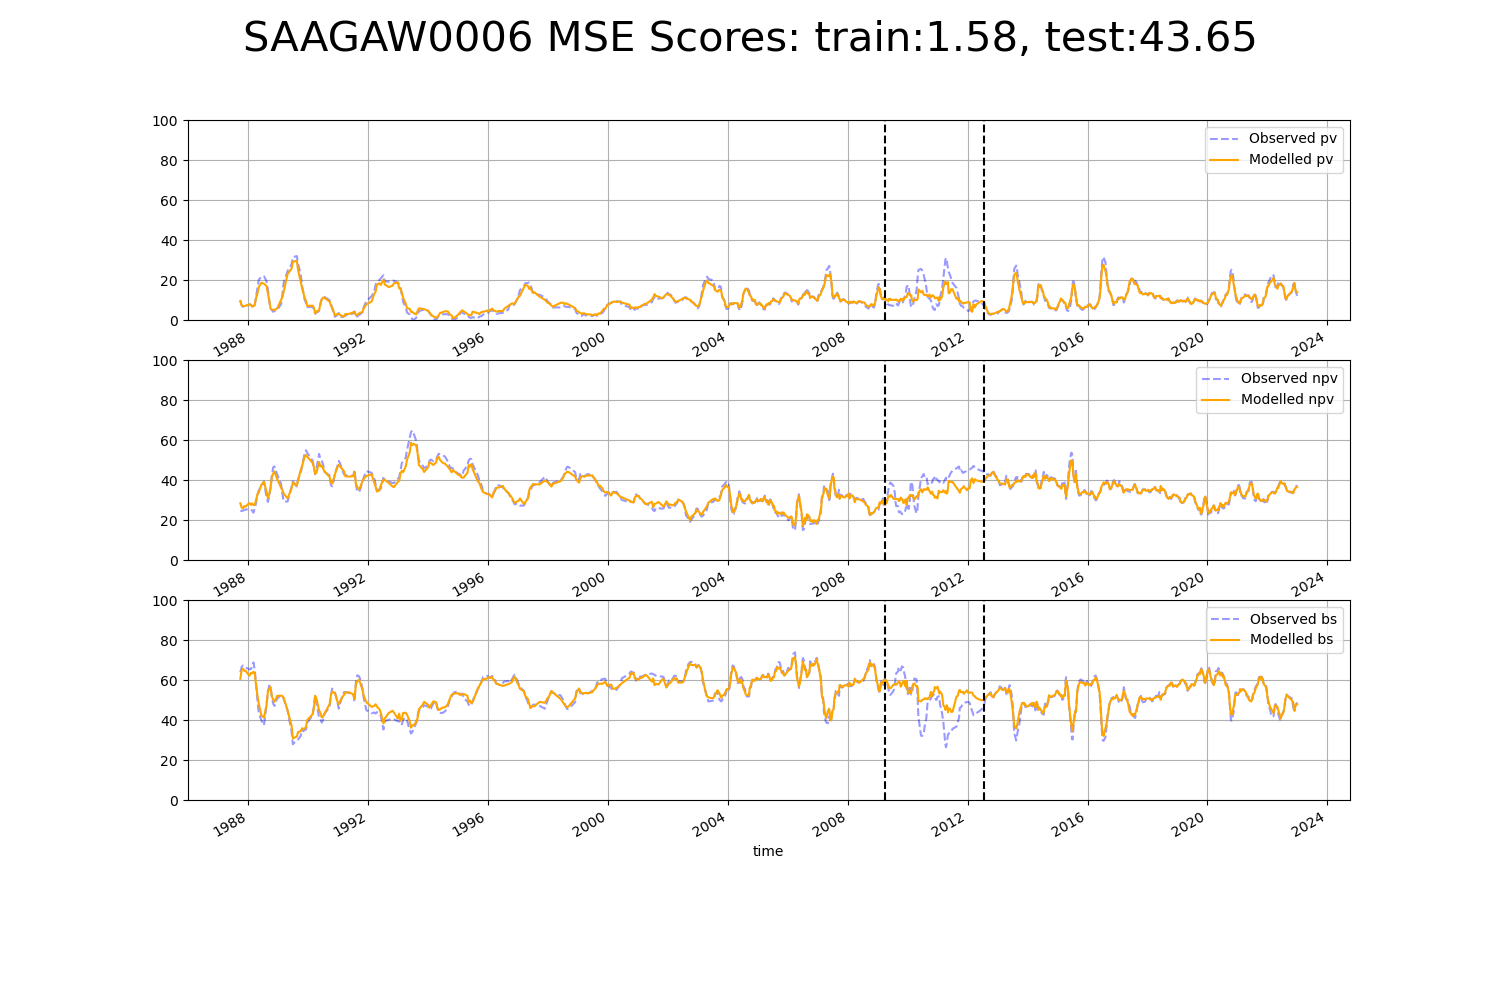 SAAGAW0006 MSE Scores: train:1.58, test:43.65
100
80
60
40
20
0
Observed pv
Modelled pv
1988 1992 1996 2000 2004 2008 2012 2016 2020 2024
100
80
60
40
20
0
Observed npv
Modelled npv
1988 1992 1996 2000 2004 2008 2012 2016 2020 2024
100
80
60
40
20
0
Observed bs
Modelled bs
1988 1992 1996 2000 2004 2008 2012 2016 2020 2024
time